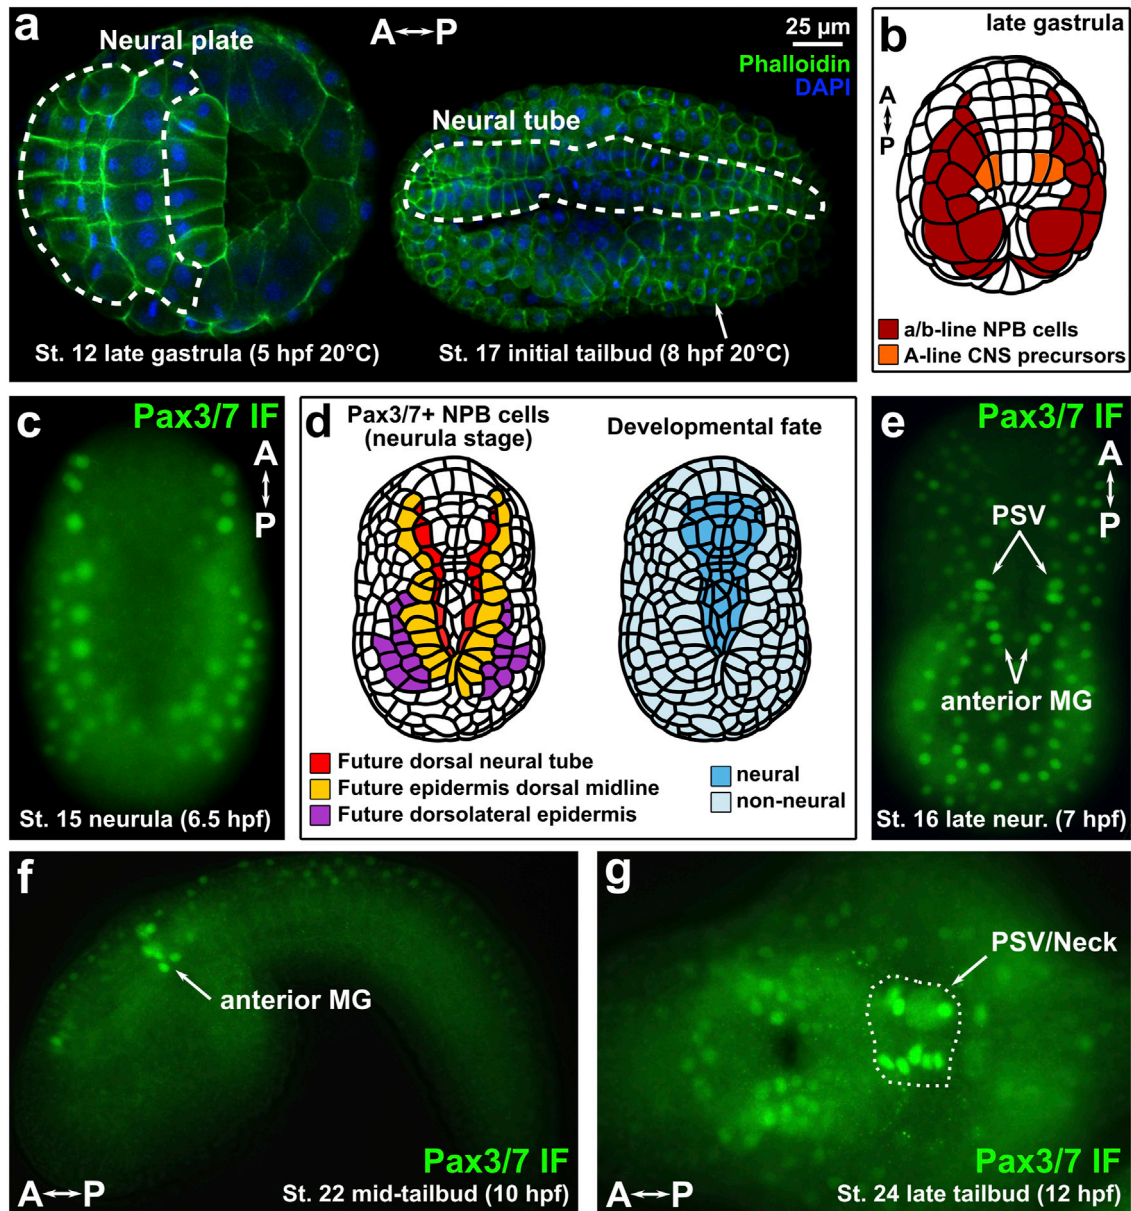 a
Neural plate
A↔P
25 µm
Phalloidin
DAPI
Neural tube
St. 12 late gastrula (5 hpf 20°C)
St. 17 initial tailbud (8 hpf 20°C)
b
late gastrula
A
P
a/b-line NPB cells
A-line CNS precursors
c
Pax3/7 IF
A
P
St. 15 neurula (6.5 hpf)
d
Pax3/7+ NPB cells
(neurula stage)
Developmental fate
Future dorsal neural tube
Future epidermis dorsal midline
Future dorsolateral epidermis
neural
non-neural
e
Pax3/7 IF
A
P
PSV
anterior MG
St. 16 late neur. (7 hpf)
f
anterior MG
Pax3/7 IF
A↔P
St. 22 mid-tailbud (10 hpf)
g
PSV/Neck
Pax3/7 IF
A↔P
St. 24 late tailbud (12 hpf)